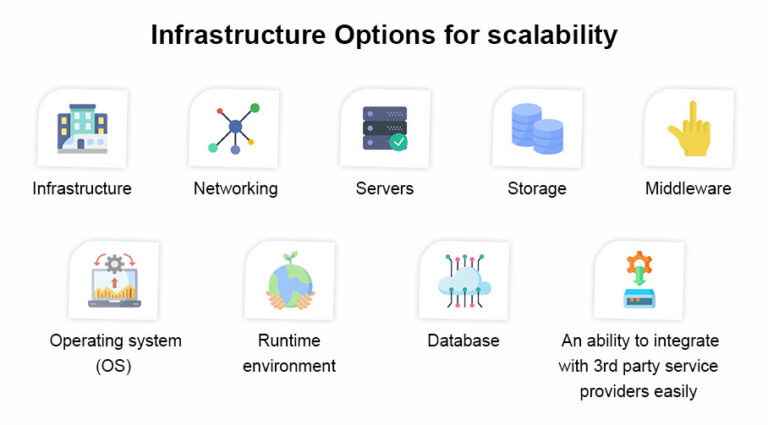 Infrastructure Options for scalability
Infrastructure
Networking
Servers
Storage
Middleware
Operating system
(OS)
Runtime
environment
Database
An ability to integrate
with 3rd party service
providers easily